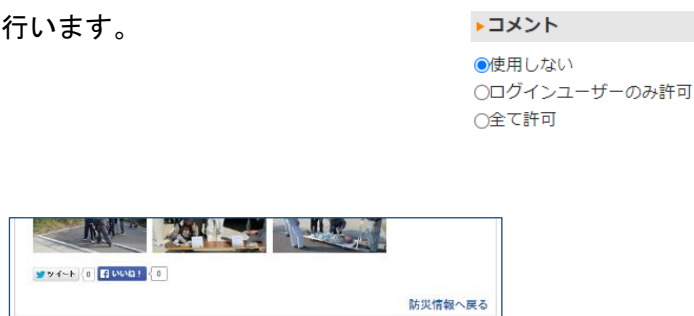 行います。
▶コメント
使用しない
ログインユーザーのみ許可
全て許可
ツイート 0 いいね! 0
防災情報へ戻る